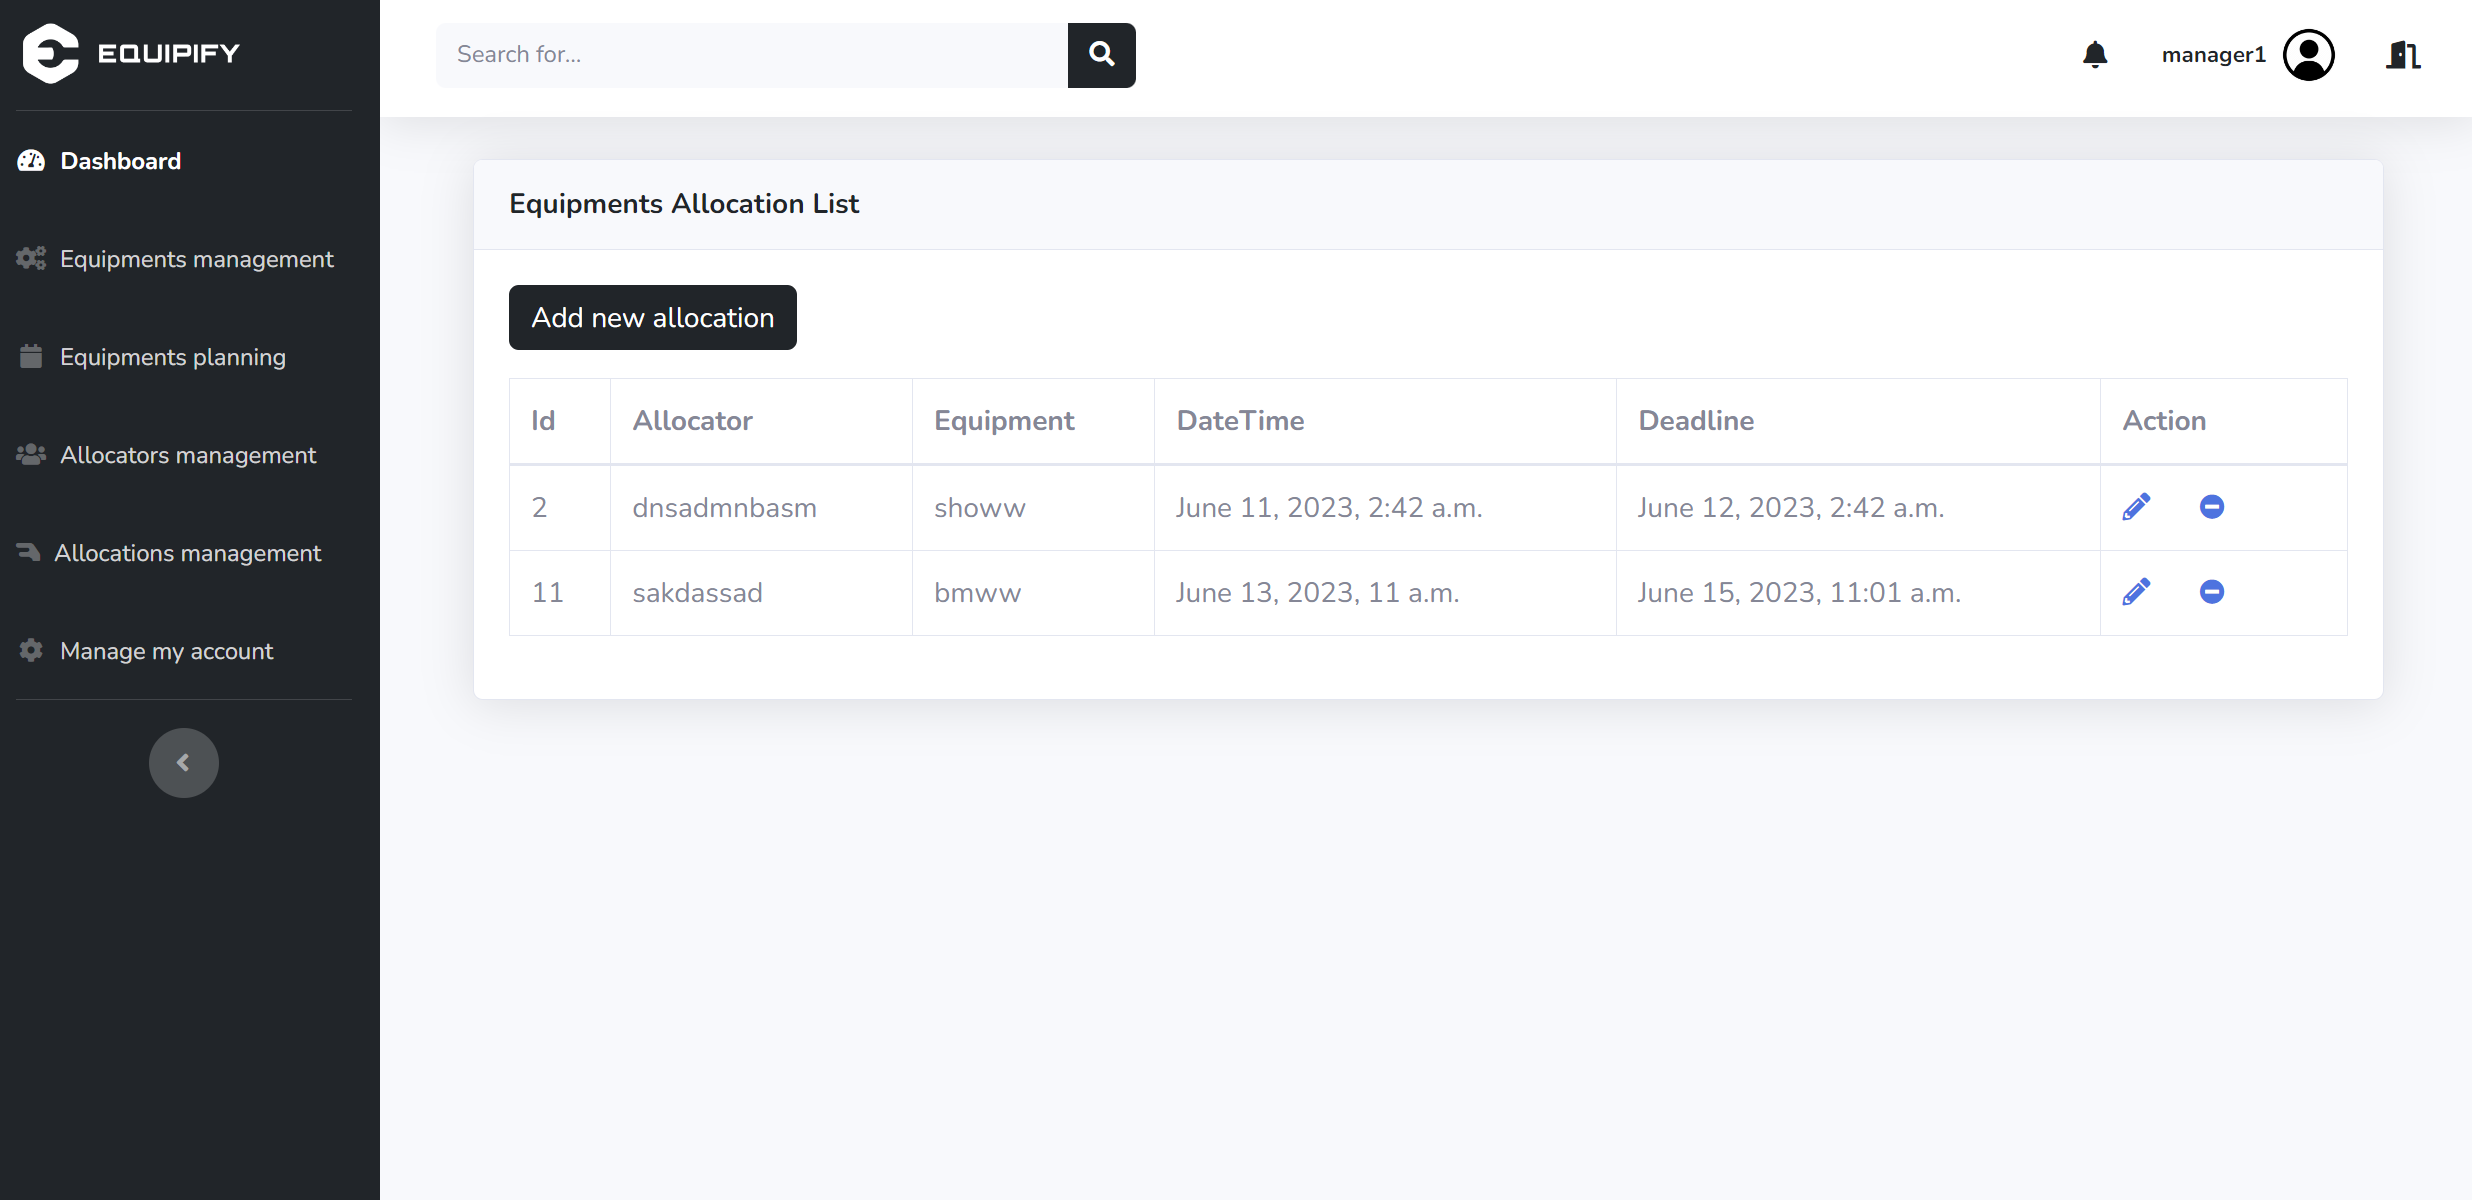 EQUIPIFY
Search for...
manager1
Dashboard
Equipments management
Equipments planning
Allocators management
Allocations management
Manage my account
Equipments Allocation List
Add new allocation
Id Allocator Equipment DateTime Deadline Action
2 dnsadmnbasm showw June 11, 2023, 2:42 a.m. June 12, 2023, 2:42 a.m.
11 sakdassad bmww June 13, 2023, 11 a.m. June 15, 2023, 11:01 a.m.